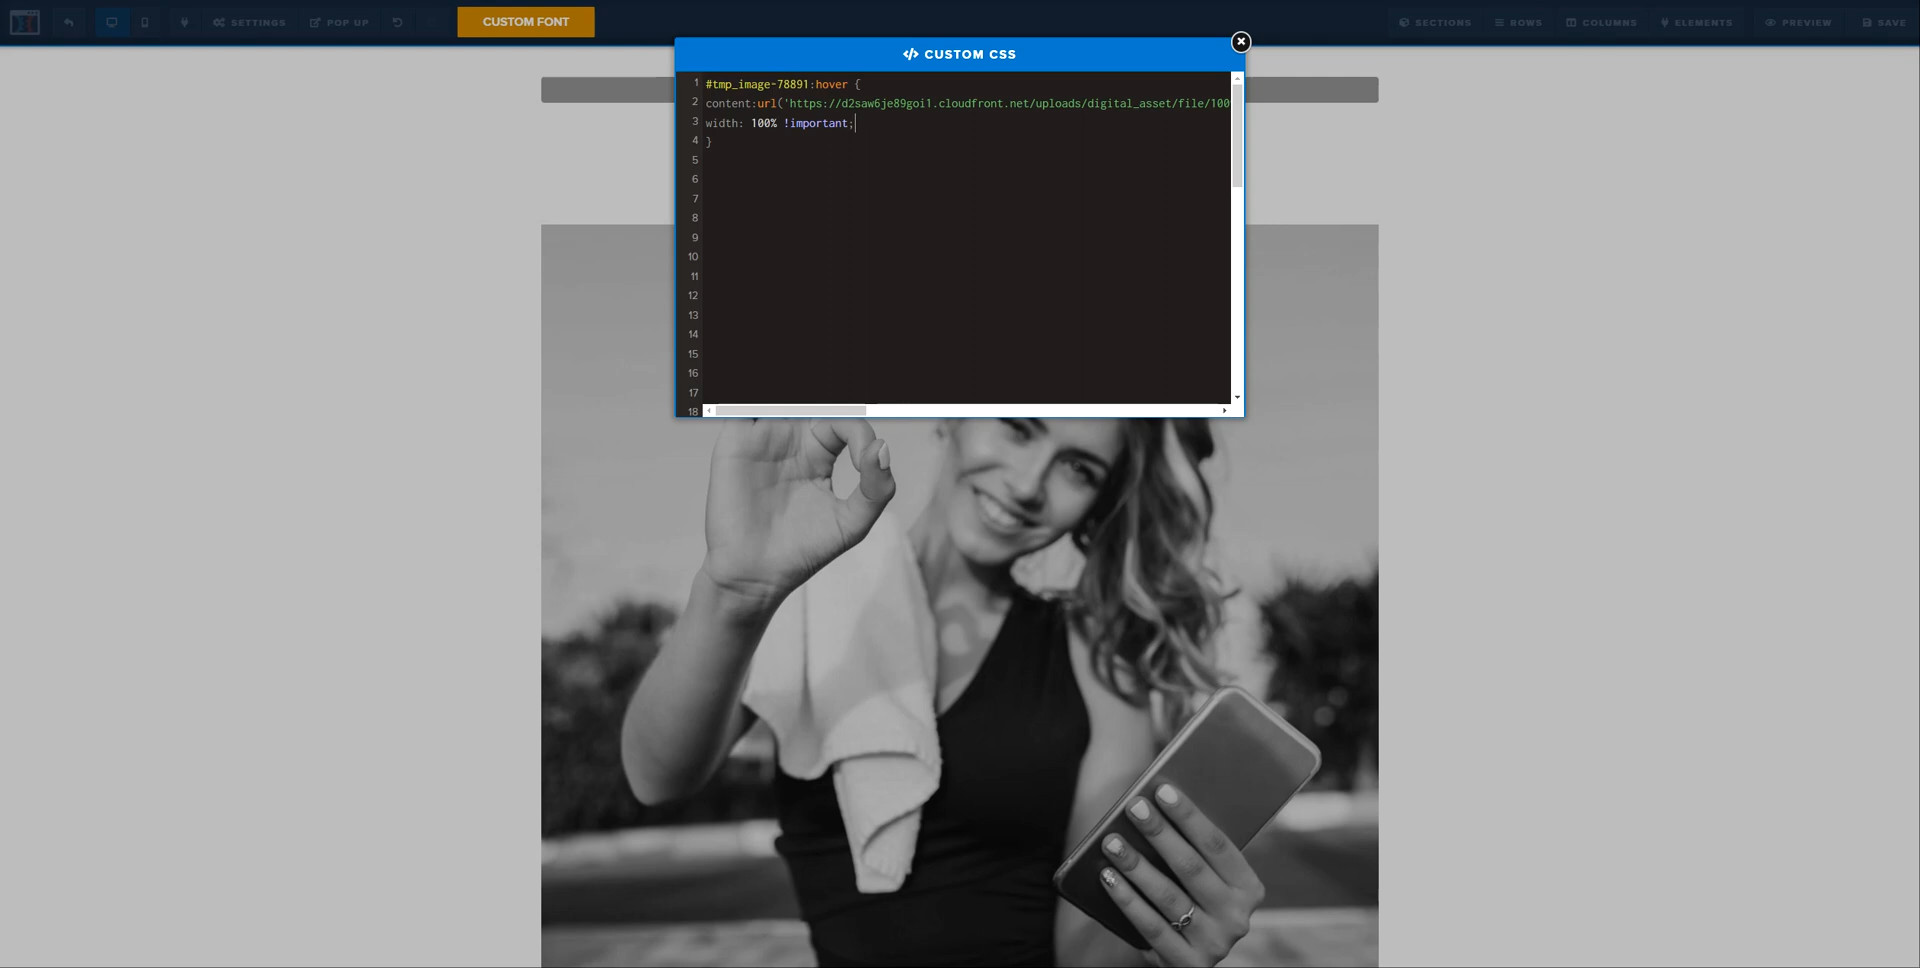 SETTINGS
POP UP
CUSTOM FONT
SECTIONS
ROWS
COLUMNS
ELEMENTS
PREVIEW
SAVE
</> CUSTOM CSS
1 #tmp_image-78891:hover {
2 content:url('https://d2saw6je89goi1.cloudfront.net/uploads/digital_asset/file/100
3 width: 100% !important;
4 }
5
6
7
8
9
10
11
12
13
14
15
16
17
18